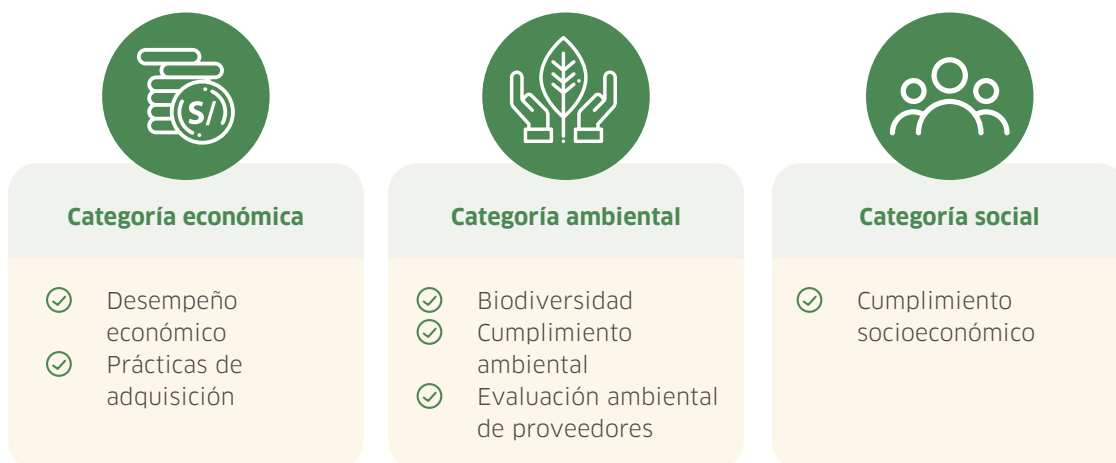 S/
Categoría económica
Desempeño
económico
Prácticas de
adquisición
Categoría ambiental
Biodiversidad
Cumplimiento
ambiental
Evaluación ambiental
de proveedores
Categoría social
Cumplimiento
socioeconómico